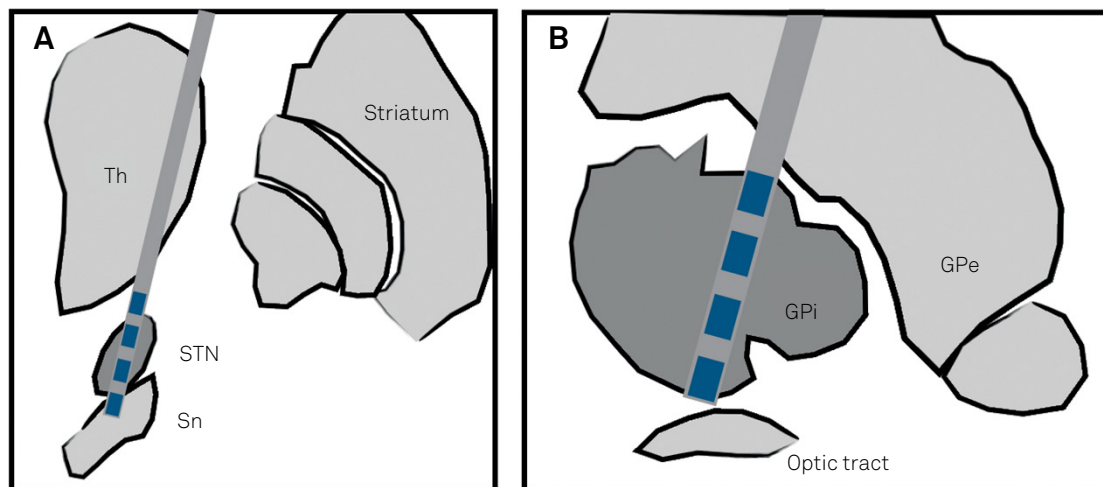 A
Th
Striatum
STN
Sn
B
GPe
GPi
Optic tract